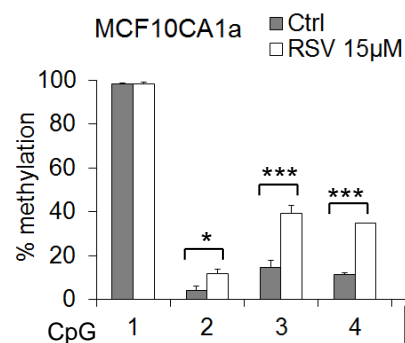 MCF10CA1a
Ctrl
RSV 15µM
% methylation
100
80
60
40
20
0
*
***
***
CpG 1 2 3 4